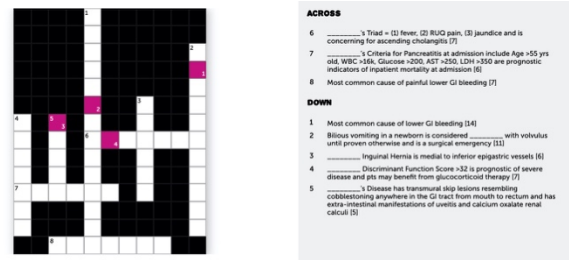 1
2
1
2
3
4
5
3
6
4
7
8
ACROSS
6 ________'s Triad = (1) fever, (2) RUQ pain, (3) jaundice and is
concerning for ascending cholangitis [7]
7 ________'s Criteria for Pancreatitis at admission include Age >55 yrs
old, WBC >16k, Glucose >200, AST >250, LDH >350 are prognostic
indicators of inpatient mortality at admission [6]
8 Most common cause of painful lower GI bleeding [7]
DOWN
1 Most common cause of lower GI bleeding [14]
2 Bilious vomiting in a newborn is considered ________ with volvulus
until proven otherwise and is a surgical emergency [11]
3 ________ Inguinal Hernia is medial to inferior epigastric vessels [6]
4 ________ Discriminant Function Score >32 is prognostic of severe
disease and pts may benefit from glucocorticoid therapy [7]
5 ________'s Disease has transmural skip lesions resembling
cobblestoning anywhere in the GI tract from mouth to rectum and has
extra-intestinal manifestations of uveitis and calcium oxalate renal
calculi [5]